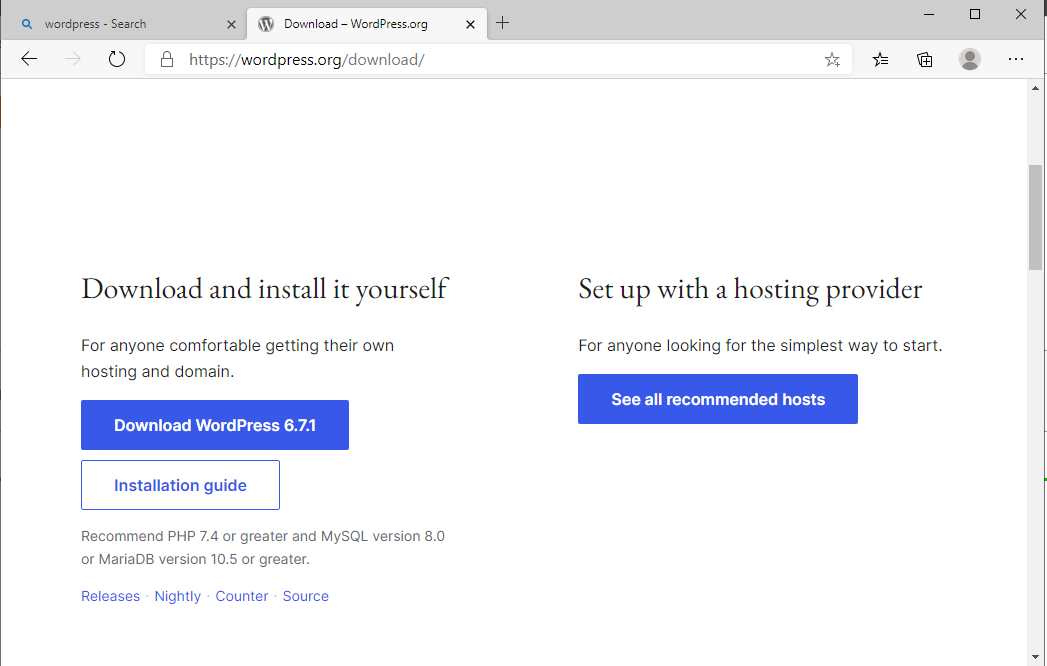 wordpress - Search
Download – WordPress.org
https://wordpress.org/download/
Download and install it yourself
For anyone comfortable getting their own
hosting and domain.
Download WordPress 6.7.1
Installation guide
Recommend PHP 7.4 or greater and MySQL version 8.0
or MariaDB version 10.5 or greater.
Releases · Nightly · Counter · Source
Set up with a hosting provider
For anyone looking for the simplest way to start.
See all recommended hosts